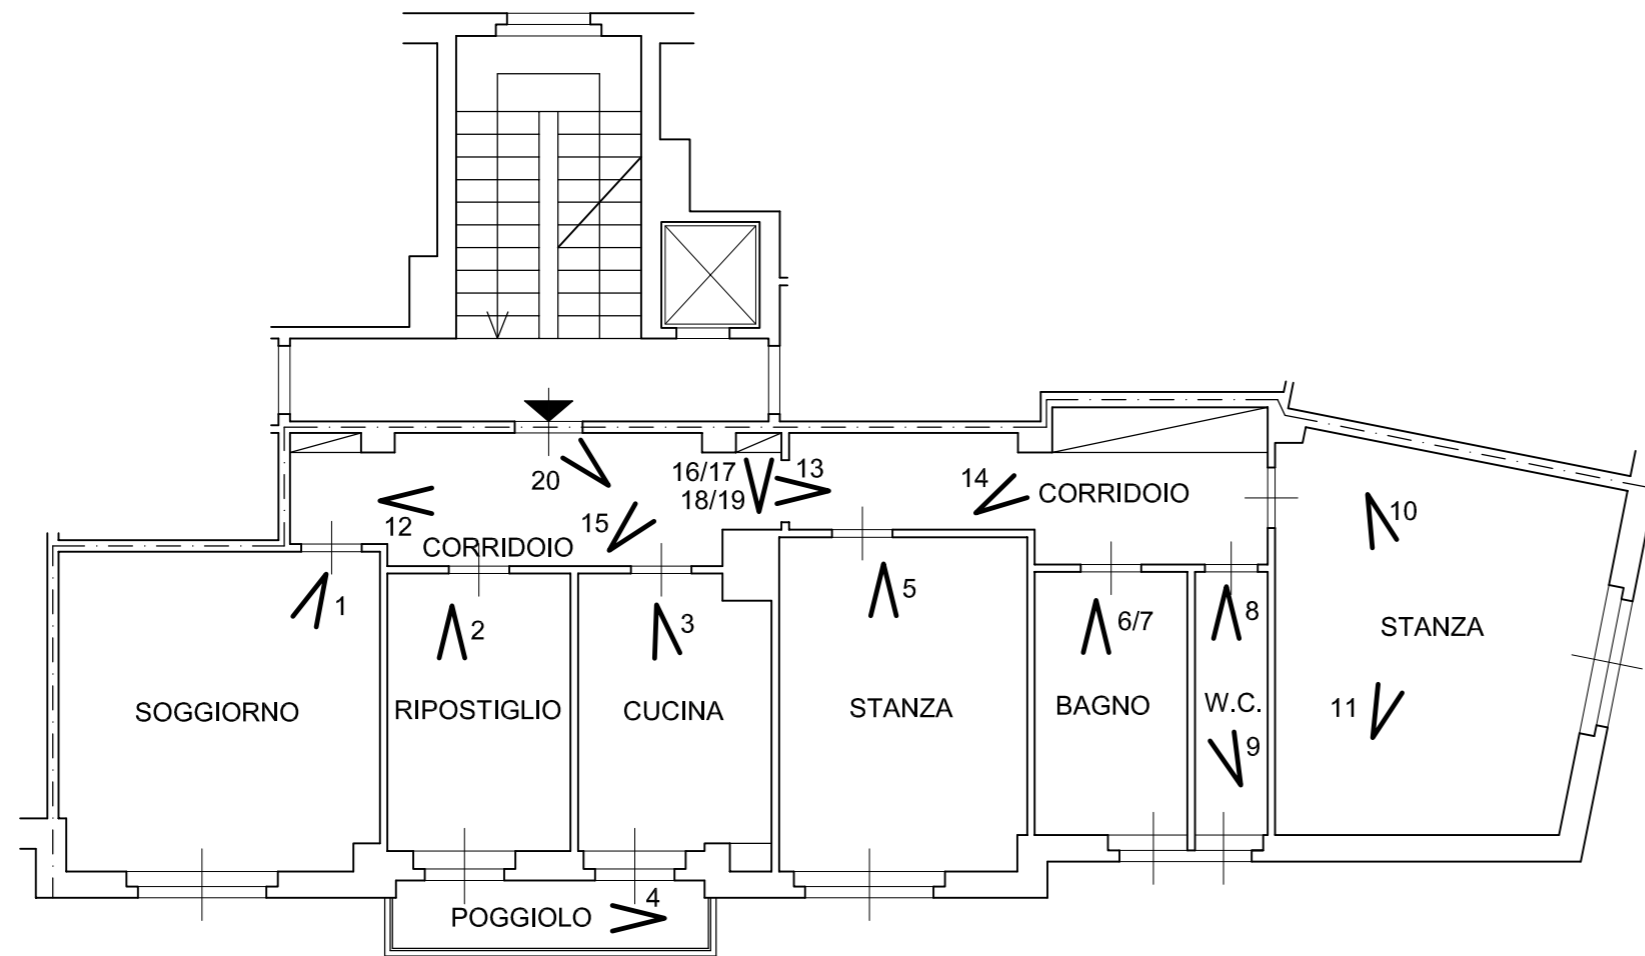 16/17
13
18/19
20
14
CORRIDOIO
12
15
10
CORRIDOIO
1
2
3
5
6/7
8
STANZA
SOGGIORNO
RIPOSTIGLIO
CUCINA
STANZA
BAGNO
W.C.
11
9
4
POGGIOLO